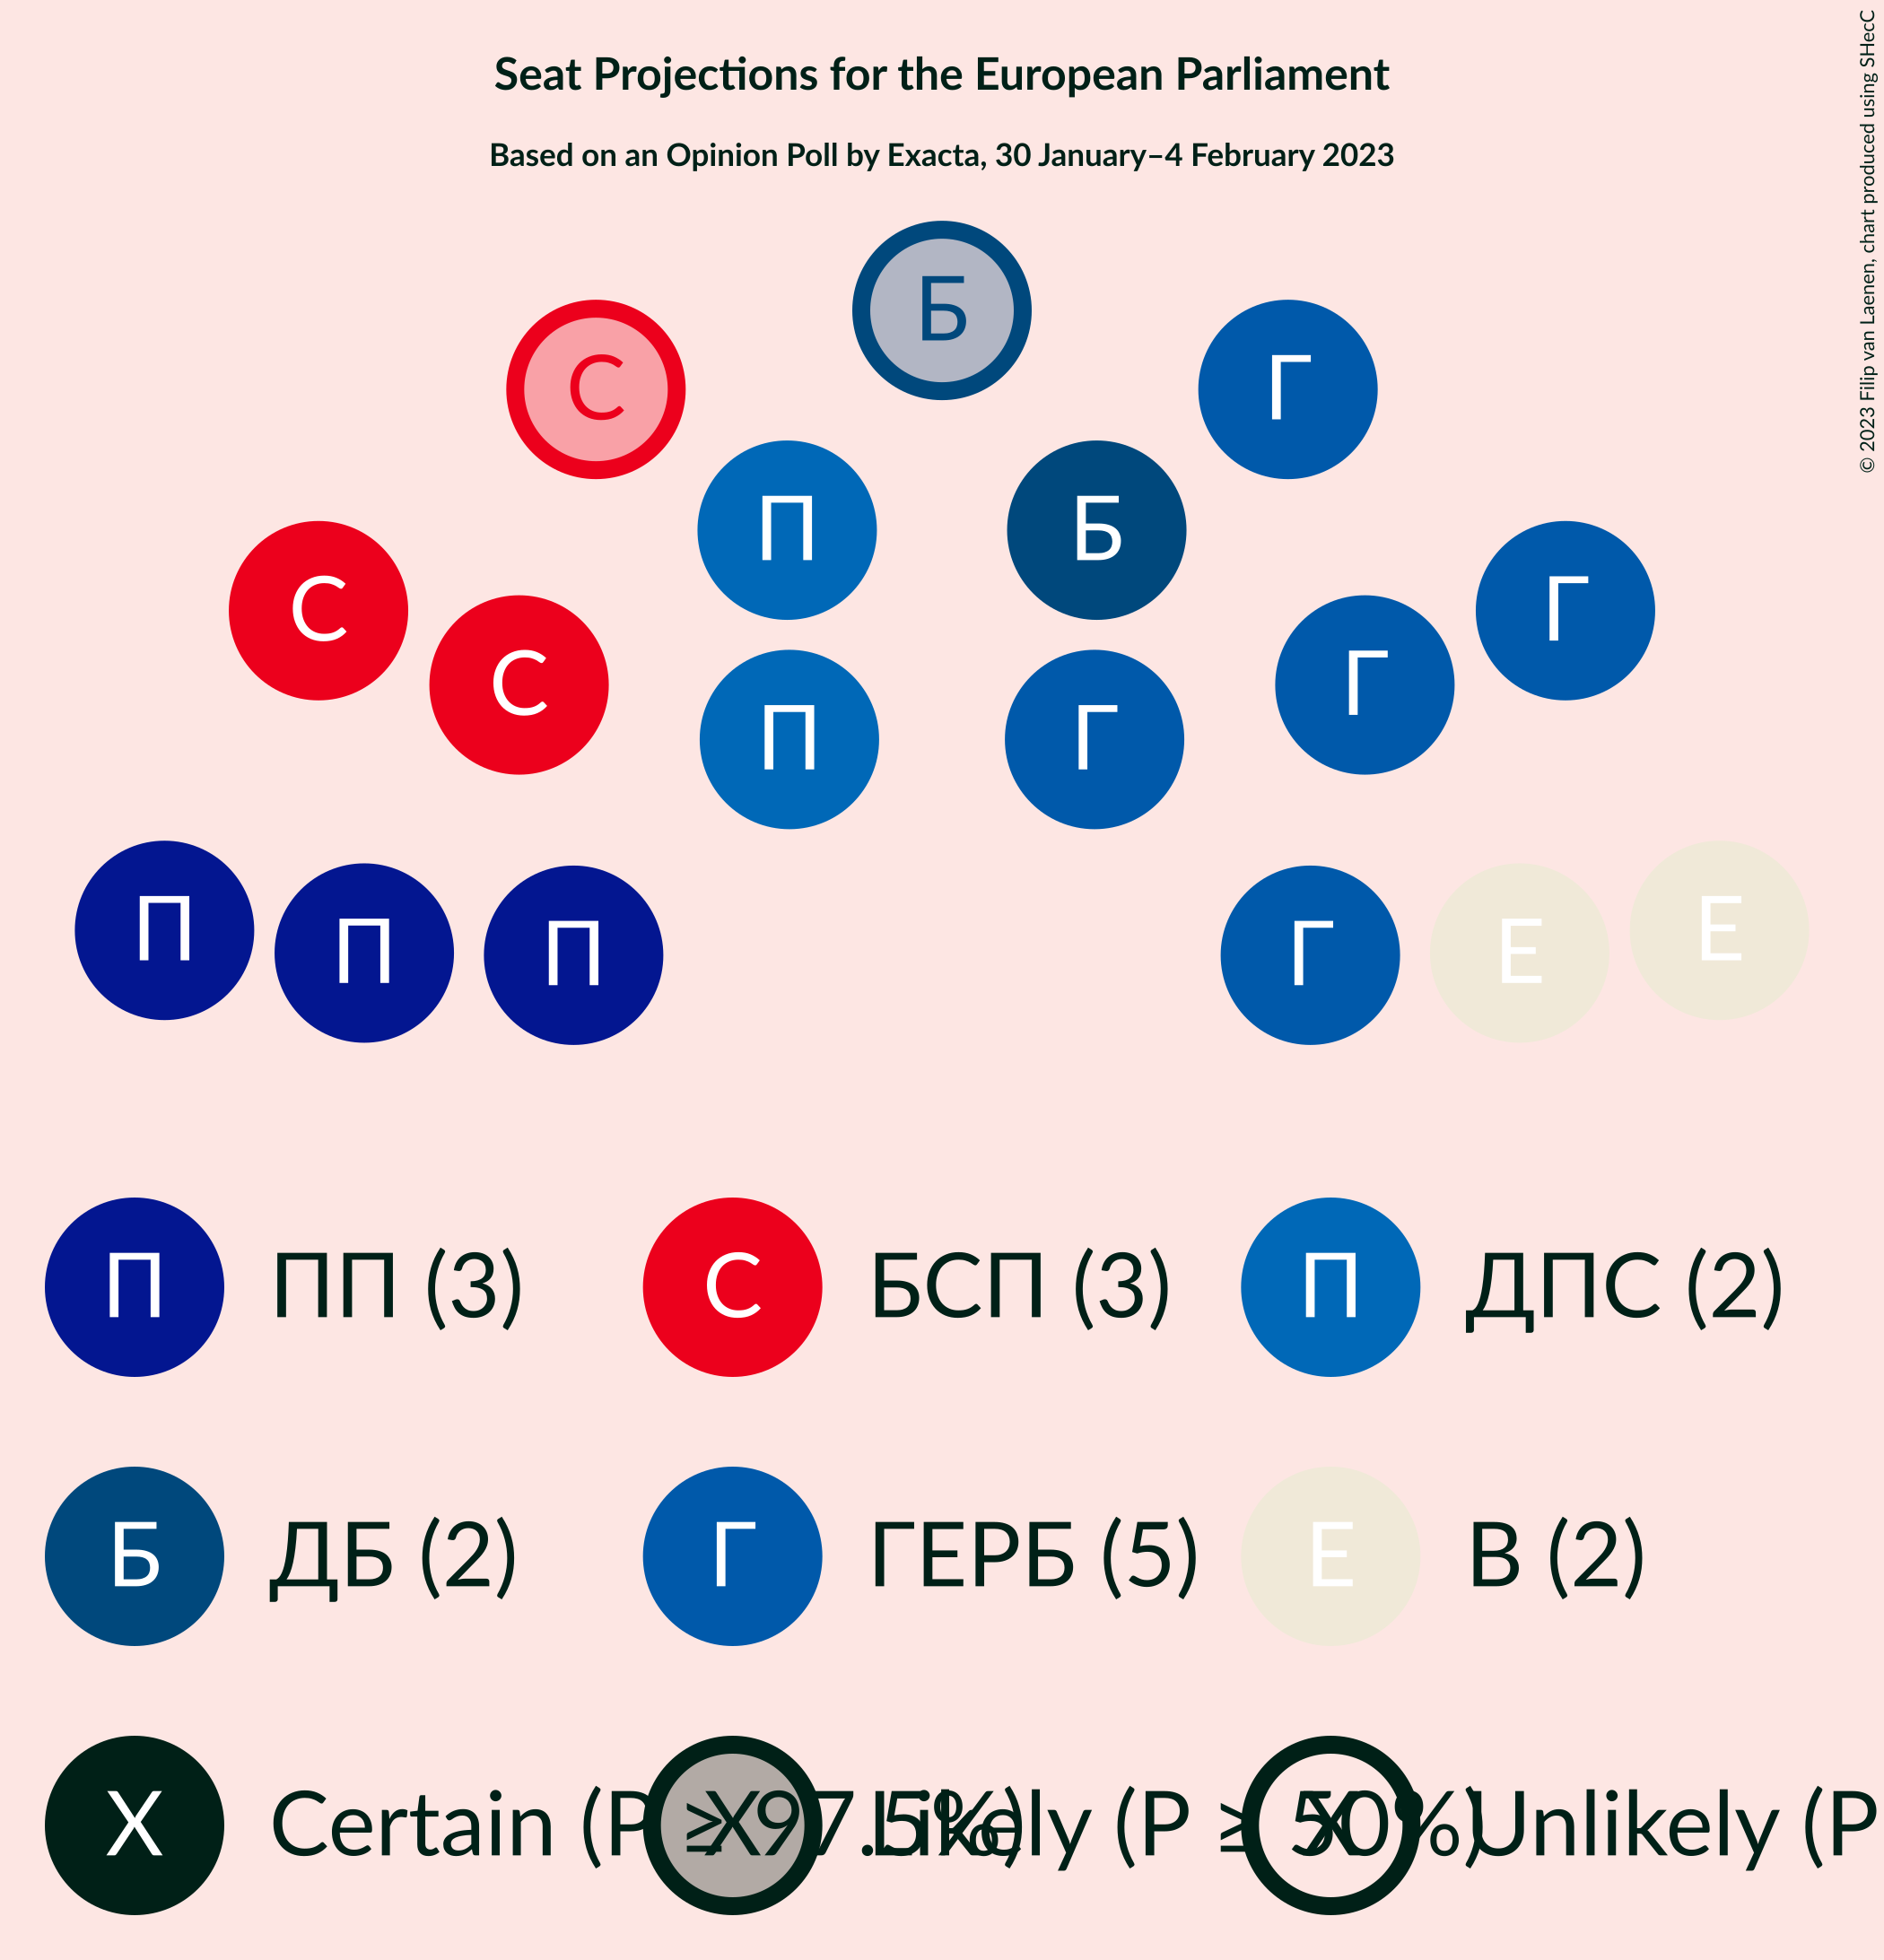 Seat Projections for the European Parliament
Based on an Opinion Poll by Exacta, 30 January–4 February 2023
© 2023 Filip van Laenen, chart produced using SHecC
Б
С Г
П Б
С Г
С Г
П Г
П П
П Г
Е Е
П ПП (3) С БСП (3) П ДПС (2)
Б ДБ (2) Г ГЕРБ (5) Е В (2)
X Certain (P ≥ 97.5%) X Likely (P ≥ 50%) X Unlikely (P